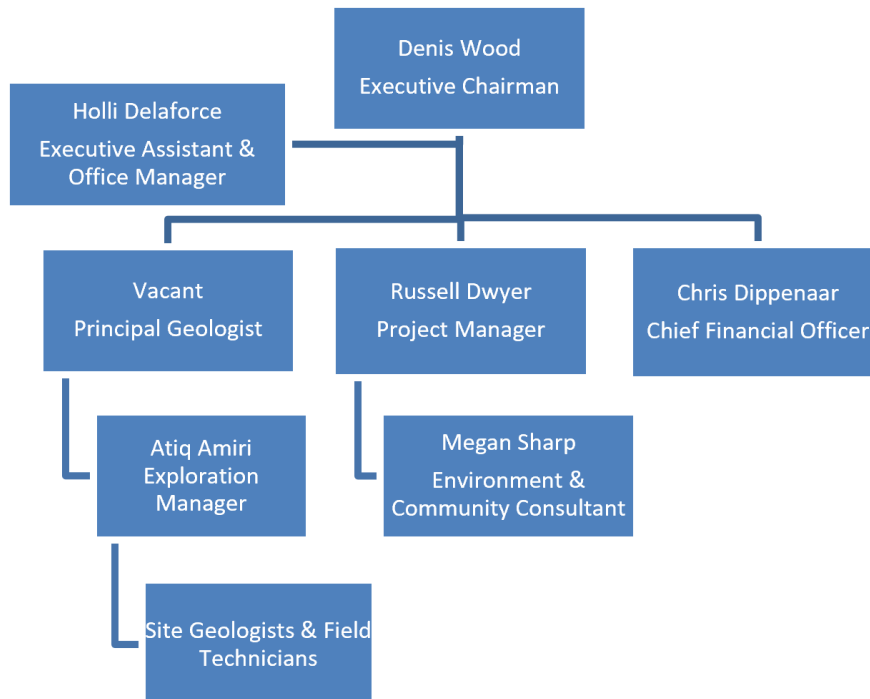 Denis Wood
Executive Chairman
Holli Delaforce
Executive Assistant &
Office Manager
Vacant
Principal Geologist
Russell Dwyer
Project Manager
Chris Dippenaar
Chief Financial Officer
Atiq Amiri
Exploration
Manager
Megan Sharp
Environment &
Community Consultant
Site Geologists & Field
Technicians